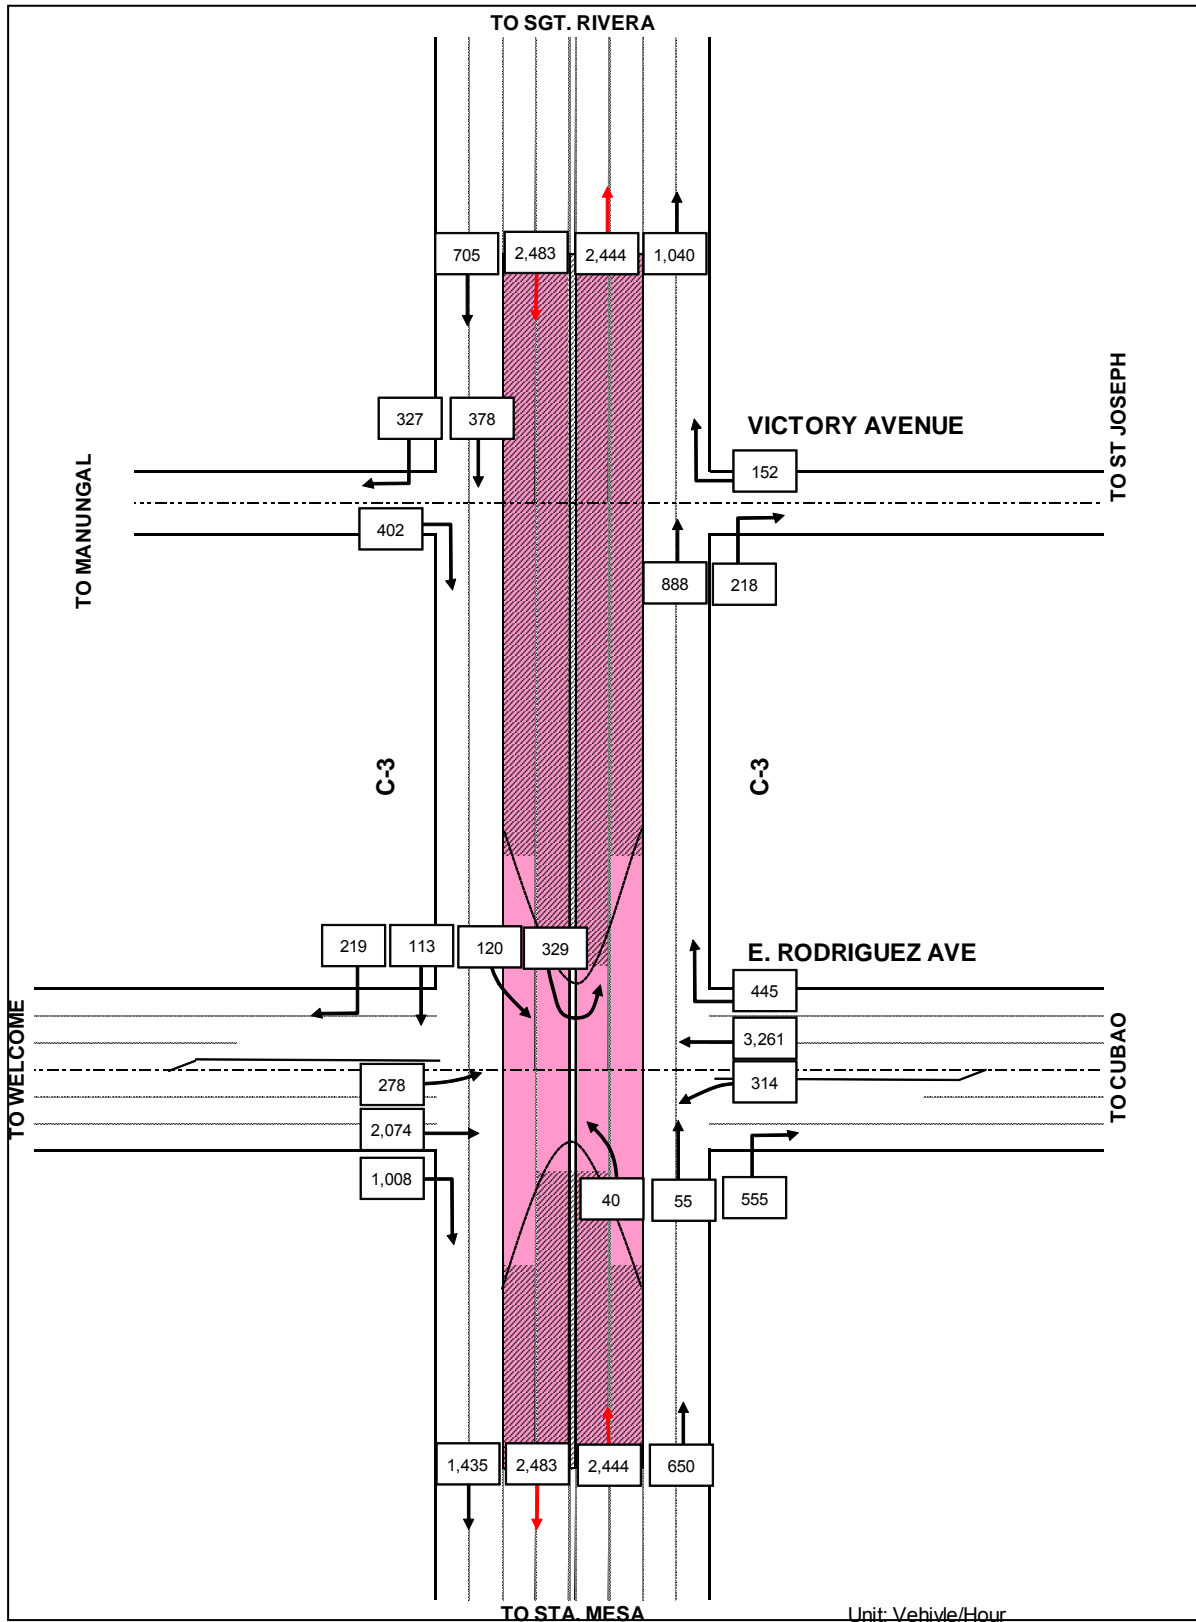 TO SGT. RIVERA
705
2,483
2,444
1,040
327
378
VICTORY AVENUE
152
TO ST JOSEPH
TO MANUNGAL
402
888
218
C-3
C-3
219
113
120
329
E. RODRIGUEZ AVE
445
3,261
314
TO WELCOME
TO CUBAO
278
2,074
1,008
40
55
555
1,435
2,483
2,444
650
TO STA. MESA
Unit: Vehivle/Hour